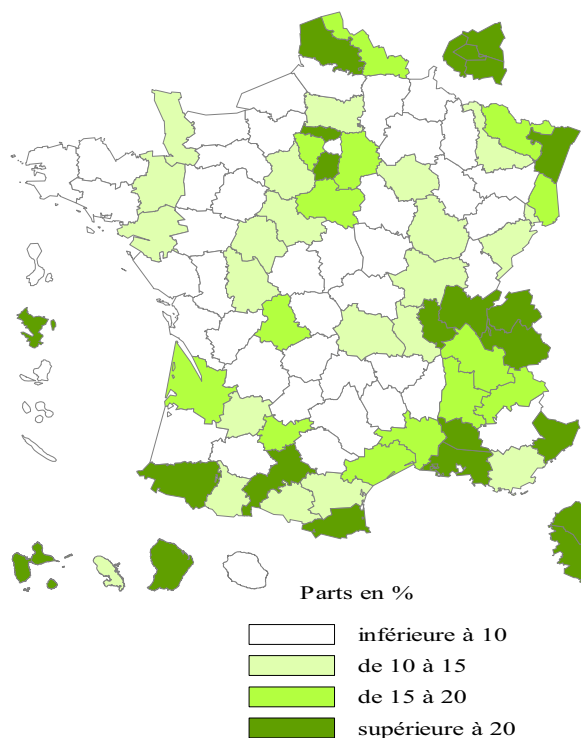 Parts en %
inférieure à 10
de 10 à 15
de 15 à 20
supérieure à 20